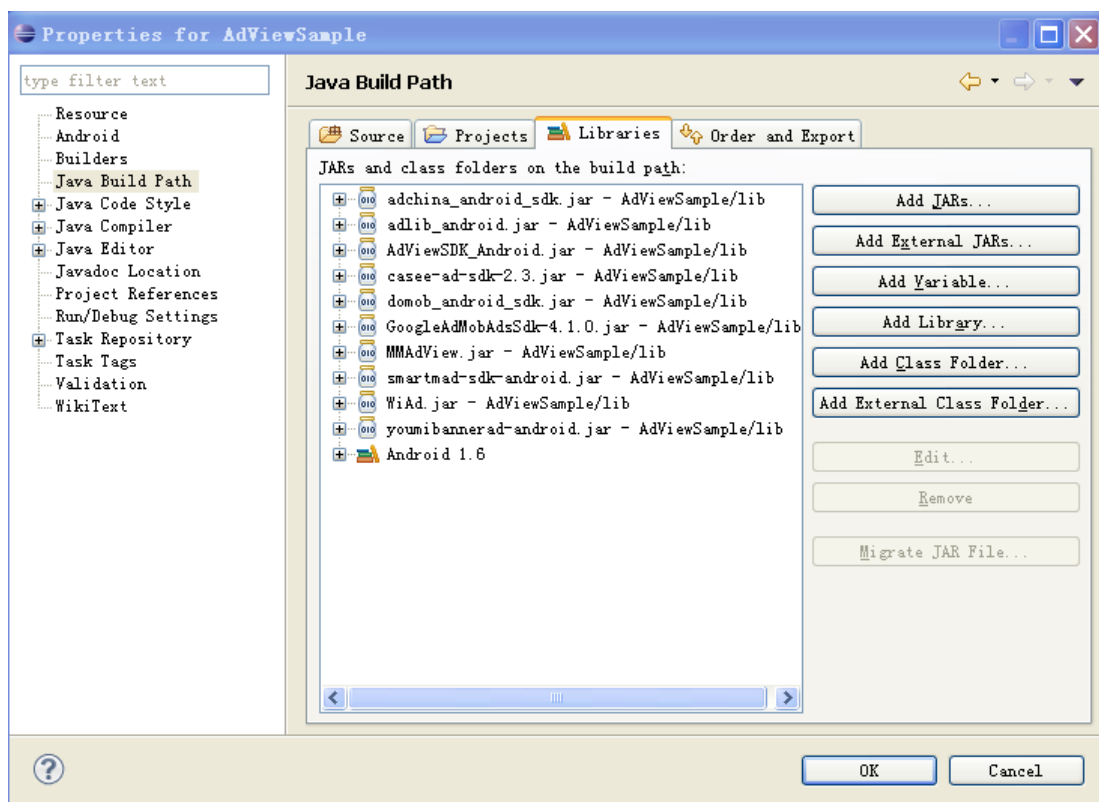 Properties for AdViewSample
type filter text
Resource
Android
Builders
Java Build Path
Java Code Style
Java Compiler
Java Editor
Javadoc Location
Project References
Run/Debug Settings
Task Repository
Task Tags
Validation
WikiText
Java Build Path
Source
Projects
Libraries
Order and Export
JARs and class folders on the build path:
adchina_android_sdk.jar - AdViewSample/lib
adlib_android.jar - AdViewSample/lib
AdViewSDK_Android.jar - AdViewSample/lib
casee-ad-sdk-2.3.jar - AdViewSample/lib
domob_android_sdk.jar - AdViewSample/lib
GoogleAdMobAdsSdk-4.1.0.jar - AdViewSample/lib
MMAdView.jar - AdViewSample/lib
smartmad-sdk-android.jar - AdViewSample/lib
WiAd.jar - AdViewSample/lib
youmibannerad-android.jar - AdViewSample/lib
Android 1.6
Add JARs...
Add External JARs...
Add Variable...
Add Library...
Add Class Folder...
Add External Class Folder...
Edit...
Remove
Migrate JAR File...
OK
Cancel